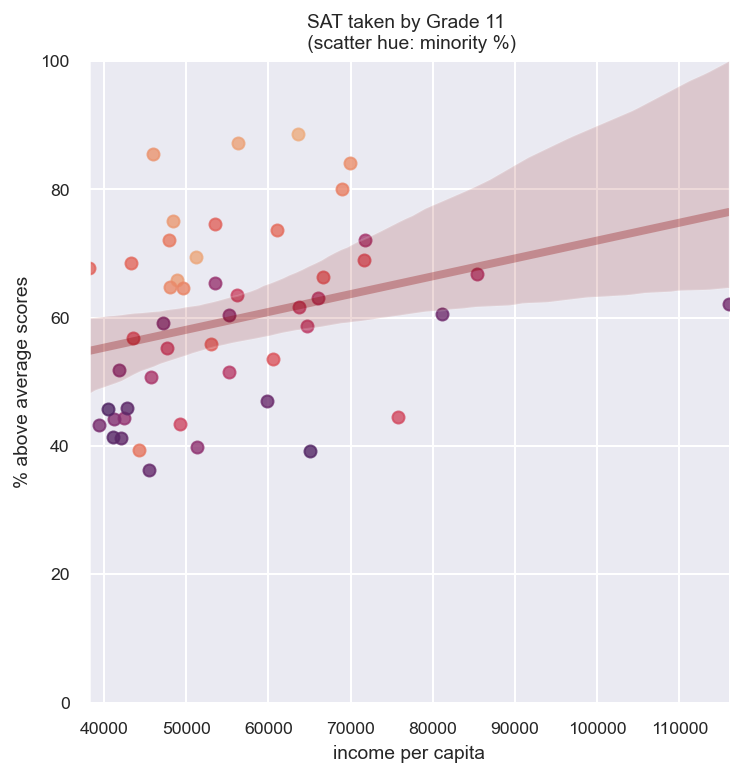 SAT taken by Grade 11
(scatter hue: minority %)
100
80
60
40
20
0
% above average scores
40000 50000 60000 70000 80000 90000 100000 110000
income per capita